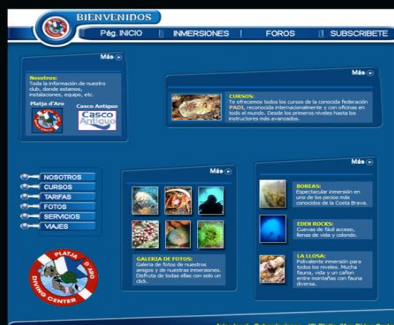 BIENVENIDOS
Pág. INICIO | INMERSIONES | FOROS | SUBSCRIBETE
Más
Nosotros:
Toda la información de nuestro
club, donde estamos,
instalaciones, equipo, etc.
Platja d'Aro
Casco Antiguo
Casco
Antiguo
Más
CURSOS:
Te ofrecemos todos los cursos de la conocida federación
PADI, reconocida internacionalmente y con oficinas en
todo el mundo. Desde los primeros niveles hasta los
instructores más avanzados.
NOSOTROS
CURSOS
TARIFAS
FOTOS
SERVICIOS
VIAJES
PLATJA D'ARO
DIVING CENTER
Más
GALERIA DE FOTOS:
Galeria de fotos de nuestros
amigos y de nuestras inmersiones.
Disfruta de todas ellas con solo un
click.
Más
BOREAS:
Espectacular inmersión en
uno de los pecios más
conocidos de la Costa Brava.
EDEN ROCKS:
Cuevas de fácil acceso,
llenas de vida y colorido.
LA LLOSA:
Polivalente inmersión para
todos los niveles. Mucha
fauna, vida y un cañon
entre montañas con fauna
diversa.